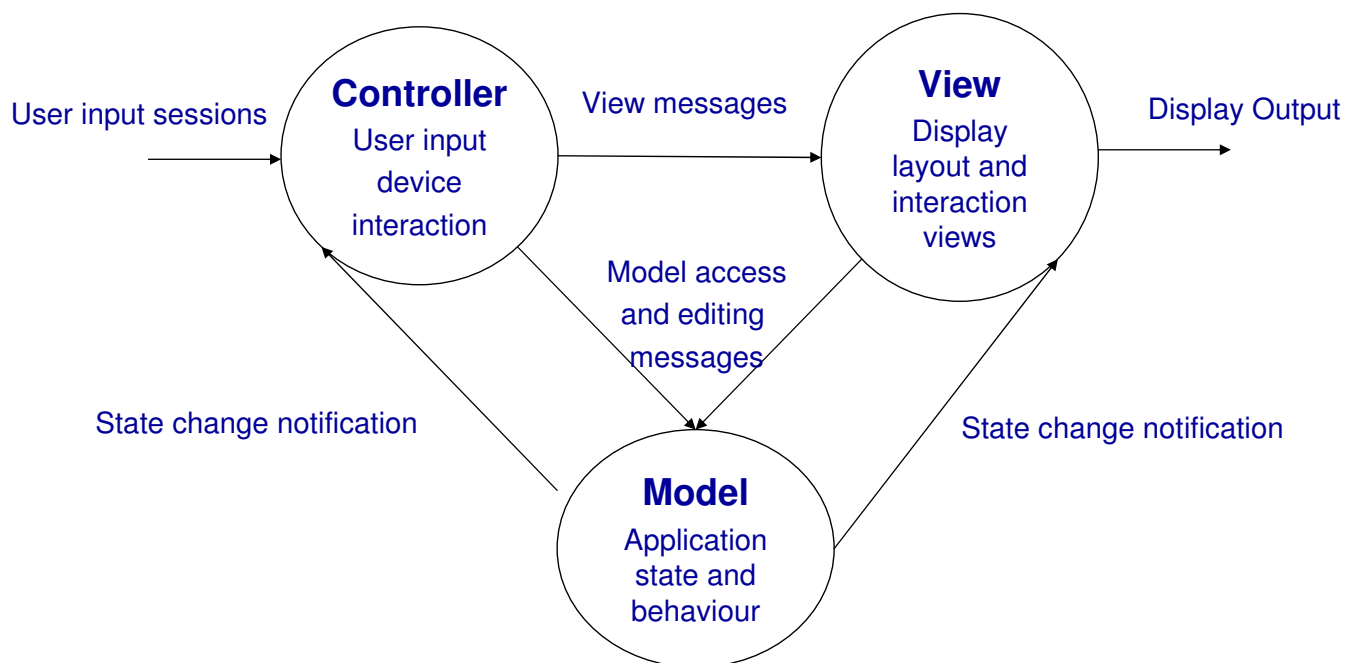 User input sessions
Controller
User input
device
interaction
View messages
View
Display
layout and
interaction
views
Display Output
Model access
and editing
messages
State change notification
State change notification
Model
Application
state and
behaviour